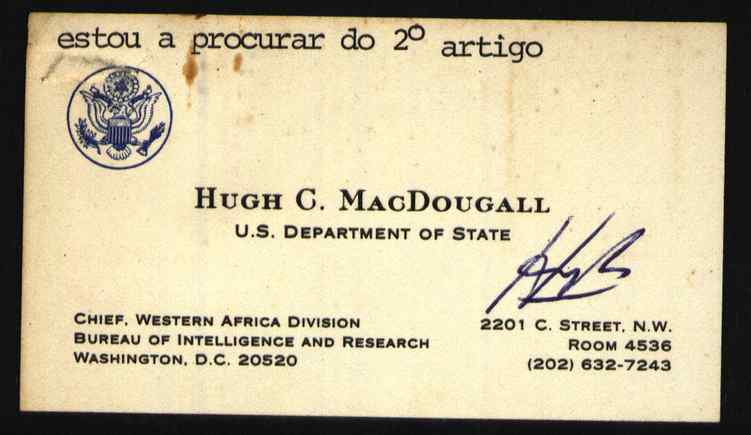 estou a procurar do 2º artigo
HUGH C. MACDOUGALL
U.S. DEPARTMENT OF STATE
CHIEF, WESTERN AFRICA DIVISION
BUREAU OF INTELLIGENCE AND RESEARCH
WASHINGTON, D.C. 20520
2201 C. STREET, N.W.
ROOM 4536
(202) 632-7243